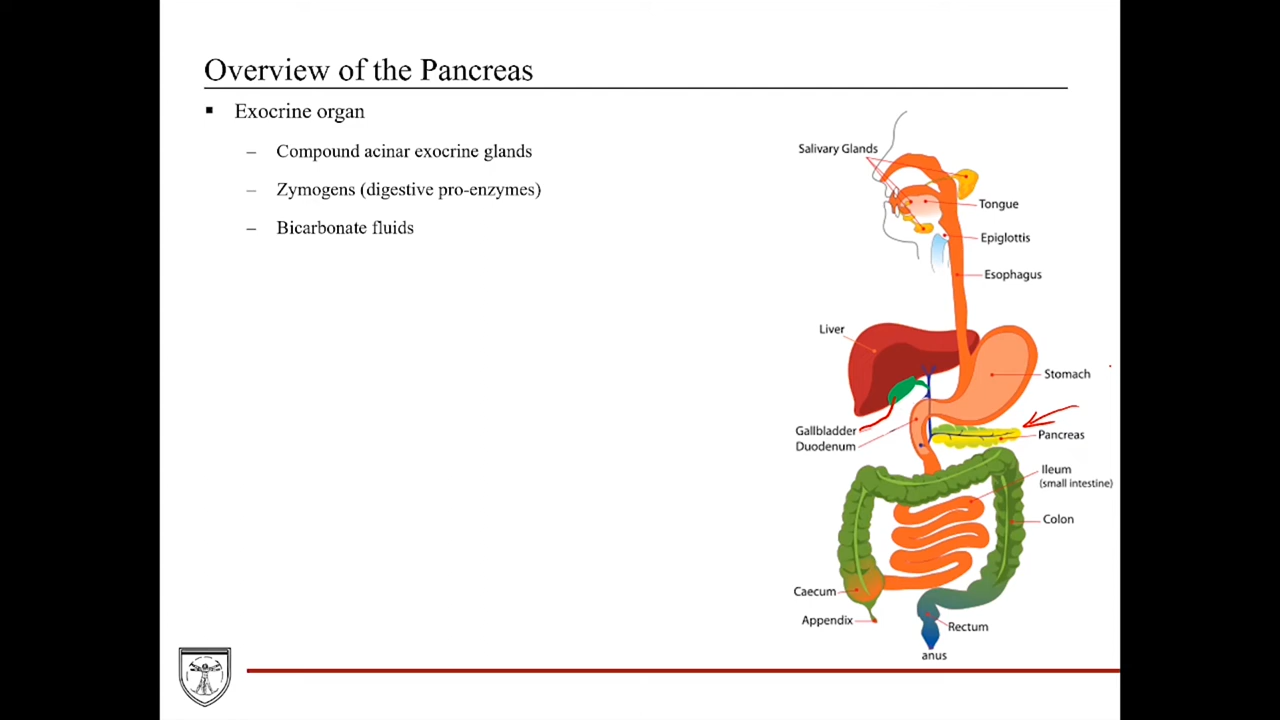 Overview of the Pancreas
▪ Exocrine organ
– Compound acinar exocrine glands
– Zymogens (digestive pro-enzymes)
– Bicarbonate fluids
Salivary Glands
Tongue
Epiglottis
Esophagus
Liver
Stomach
Gallbladder
Duodenum
Pancreas
Ileum
(small intestine)
Colon
Caecum
Appendix
Rectum
anus